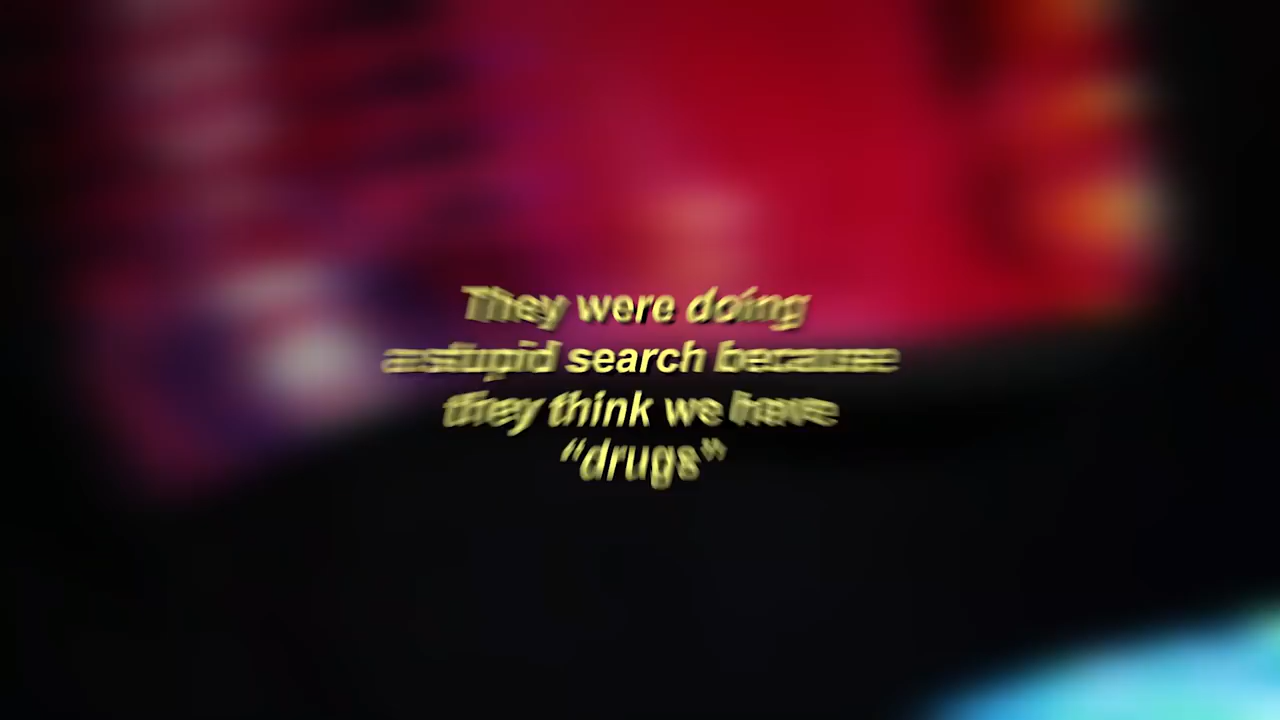 They were doing
a stupid search because
they think we have
“drugs”